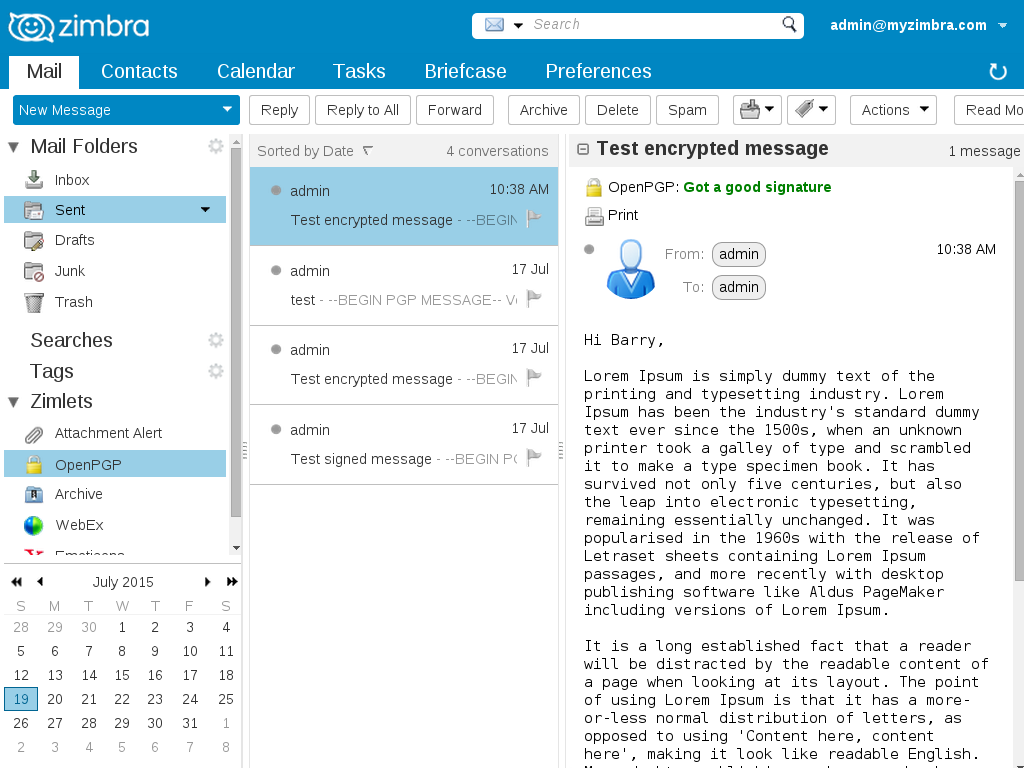 zimbra
Search
admin@myzimbra.com
Mail
Contacts
Calendar
Tasks
Briefcase
Preferences
New Message
Reply
Reply to All
Forward
Archive
Delete
Spam
Actions
Read Mo
Mail Folders
Inbox
Sent
Drafts
Junk
Trash
Searches
Tags
Zimlets
Attachment Alert
OpenPGP
Archive
WebEx
Emoticons
July 2015
S M T W T F S
28 29 30 1 2 3 4
5 6 7 8 9 10 11
12 13 14 15 16 17 18
19 20 21 22 23 24 25
26 27 28 29 30 31 1
2 3 4 5 6 7 8
Sorted by Date
4 conversations
admin 10:38 AM
Test encrypted message - --BEGIN
admin 17 Jul
test - --BEGIN PGP MESSAGE-- V
admin 17 Jul
Test encrypted message - --BEGIN
admin 17 Jul
Test signed message - --BEGIN P
Test encrypted message
1 message
OpenPGP: Got a good signature
Print
From: admin
10:38 AM
To: admin
Hi Barry,
Lorem Ipsum is simply dummy text of the
printing and typesetting industry. Lorem
Ipsum has been the industry's standard dummy
text ever since the 1500s, when an unknown
printer took a galley of type and scrambled
it to make a type specimen book. It has
survived not only five centuries, but also
the leap into electronic typesetting,
remaining essentially unchanged. It was
popularised in the 1960s with the release of
Letraset sheets containing Lorem Ipsum
passages, and more recently with desktop
publishing software like Aldus PageMaker
including versions of Lorem Ipsum.
It is a long established fact that a reader
will be distracted by the readable content of
a page when looking at its layout. The point
of using Lorem Ipsum is that it has a more-
or-less normal distribution of letters, as
opposed to using 'Content here, content
here', making it look like readable English.